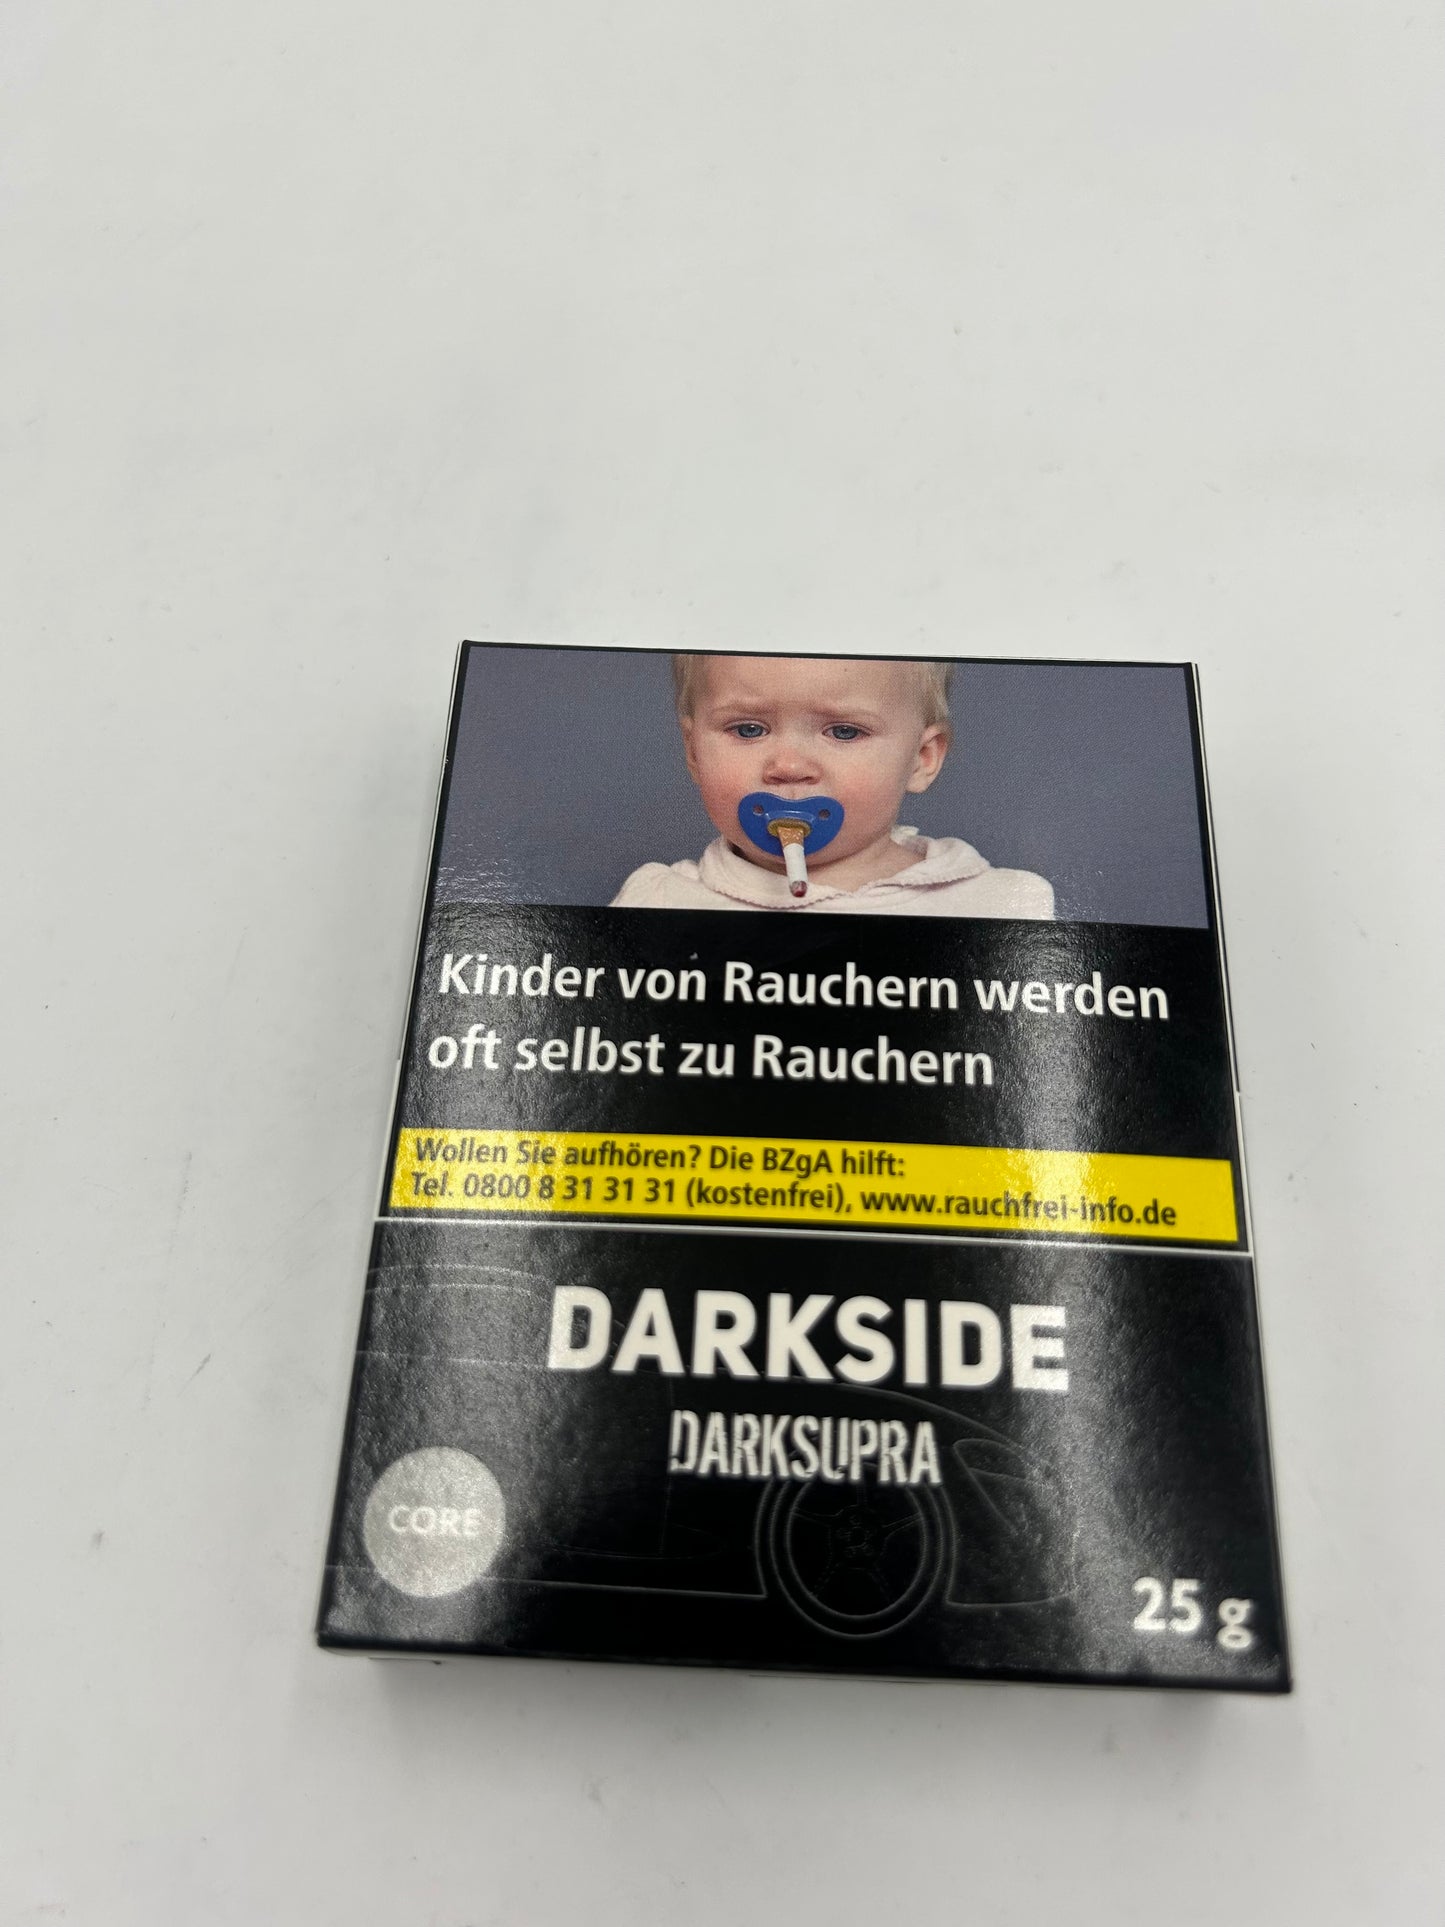 Kinder von Rauchern werden
oft selbst zu Rauchern
Wollen Sie aufhören? Die BZgA hilft:
Tel. 0800 8 31 31 31 (kostenfrei), www.rauchfrei-info.de
DARKSIDE
DARKSUPRA
CORE
25 g